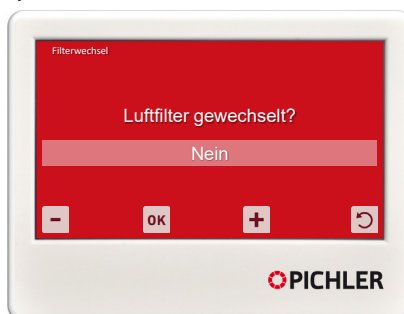 Filterwechsel
Luftfilter gewechselt?
Nein
- OK +
PICHLER